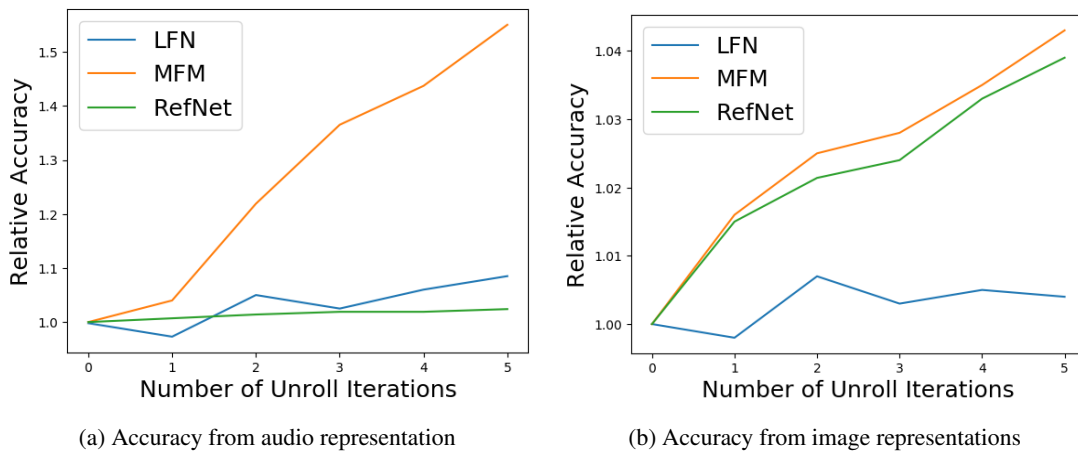 LFN
MFM
RefNet
1.5
1.4
1.3
1.2
1.1
1.0
Relative Accuracy
0 1 2 3 4 5
Number of Unroll Iterations
(a) Accuracy from audio representation
LFN
MFM
RefNet
1.04
1.03
1.02
1.01
1.00
Relative Accuracy
0 1 2 3 4 5
Number of Unroll Iterations
(b) Accuracy from image representations